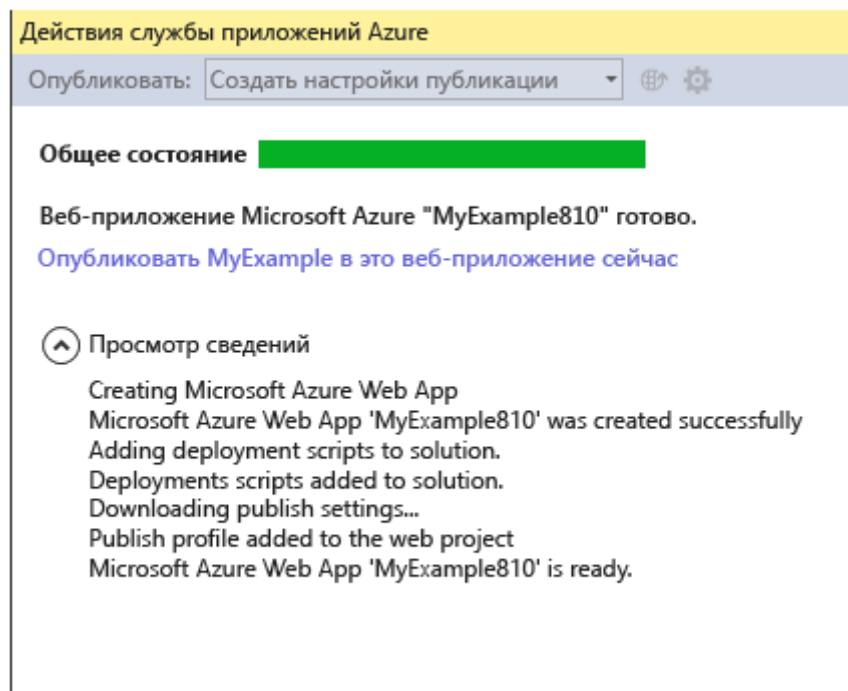 Действия службы приложений Azure
Опубликовать: Создать настройки публикации
Общее состояние
Веб-приложение Microsoft Azure "MyExample810" готово.
Опубликовать MyExample в это веб-приложение сейчас
Просмотр сведений
Creating Microsoft Azure Web App
Microsoft Azure Web App 'MyExample810' was created successfully
Adding deployment scripts to solution.
Deployments scripts added to solution.
Downloading publish settings...
Publish profile added to the web project
Microsoft Azure Web App 'MyExample810' is ready.